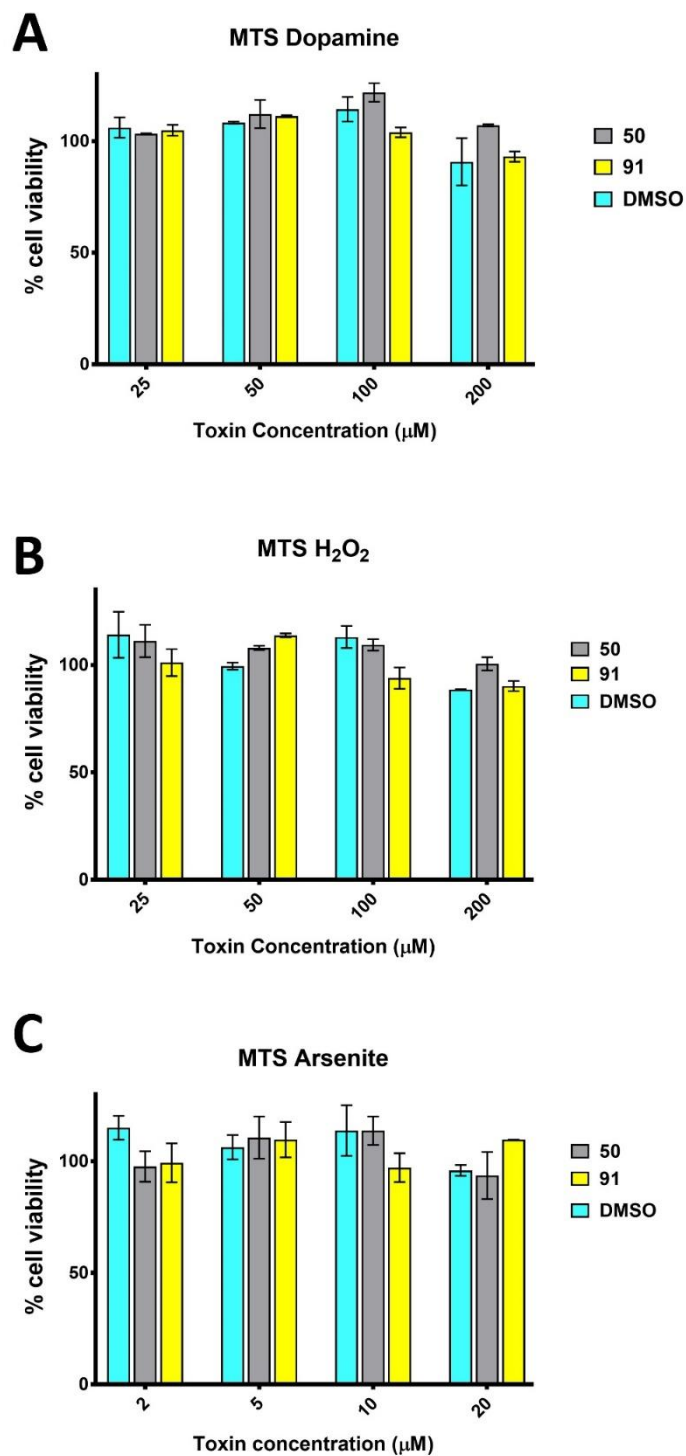 A
MTS Dopamine
% cell viability
100
50
0
25
50
100
200
Toxin Concentration (μM)
50
91
DMSO
B
MTS H₂O₂
% cell viability
100
50
0
25
50
100
200
Toxin Concentration (μM)
50
91
DMSO
C
MTS Arsenite
% cell viability
100
50
0
2
5
10
20
Toxin concentration (μM)
50
91
DMSO